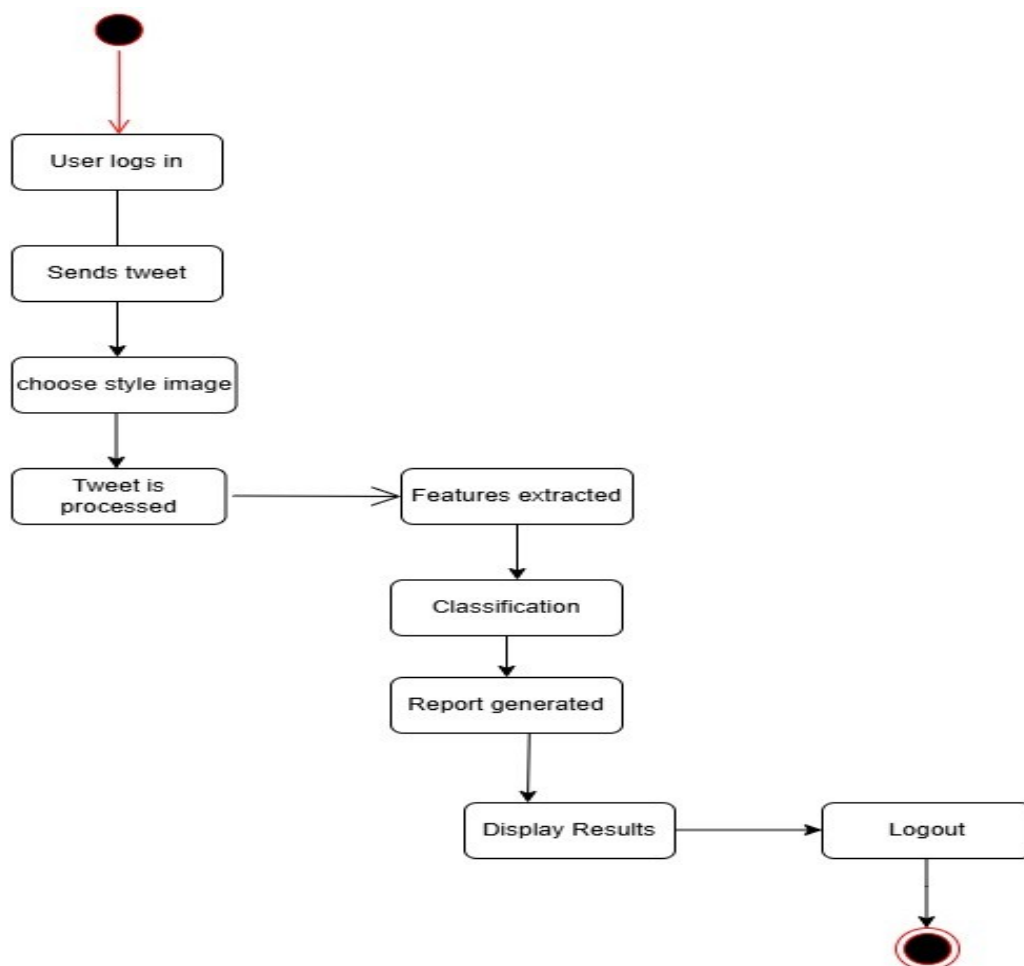 User logs in
Sends tweet
choose style image
Tweet is
processed
Features extracted
Classification
Report generated
Display Results
Logout